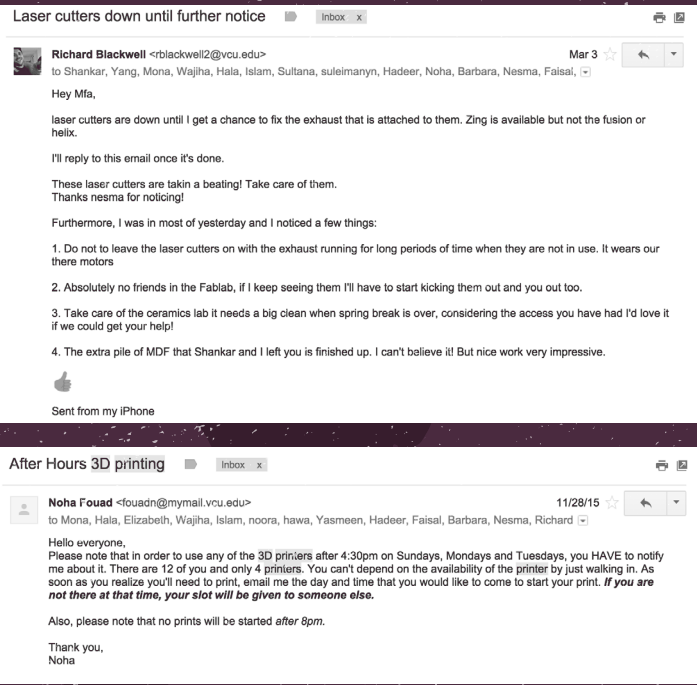 Laser cutters down until further notice Inbox x
Richard Blackwell <rblackwell2@vcu.edu> Mar 3
to Shankar, Yang, Mona, Wajiha, Hala, Islam, Sultana, suleimanyn, Hadeer, Noha, Barbara, Nesma, Faisal,
Hey Mfa,
laser cutters are down until I get a chance to fix the exhaust that is attached to them. Zing is available but not the fusion or
helix.
I'll reply to this email once it's done.
These laser cutters are takin a beating! Take care of them.
Thanks nesma for noticing!
Furthermore, I was in most of yesterday and I noticed a few things:
1. Do not to leave the laser cutters on with the exhaust running for long periods of time when they are not in use. It wears our
there motors
2. Absolutely no friends in the Fablab, if I keep seeing them I'll have to start kicking them out and you out too.
3. Take care of the ceramics lab it needs a big clean when spring break is over, considering the access you have had I'd love it
if we could get your help!
4. The extra pile of MDF that Shankar and I left you is finished up. I can't believe it! But nice work very impressive.
Sent from my iPhone
After Hours 3D printing Inbox x
Noha Fouad <fouadn@mymail.vcu.edu> 11/28/15
to Mona, Hala, Elizabeth, Wajiha, Islam, noora, hawa, Yasmeen, Hadeer, Faisal, Barbara, Nesma, Richard
Hello everyone,
Please note that in order to use any of the 3D printers after 4:30pm on Sundays, Mondays and Tuesdays, you HAVE to notify
me about it. There are 12 of you and only 4 printers. You can't depend on the availability of the printer by just walking in. As
soon as you realize you'll need to print, email me the day and time that you would like to come to start your print. If you are
not there at that time, your slot will be given to someone else.
Also, please note that no prints will be started after 8pm.
Thank you,
Noha